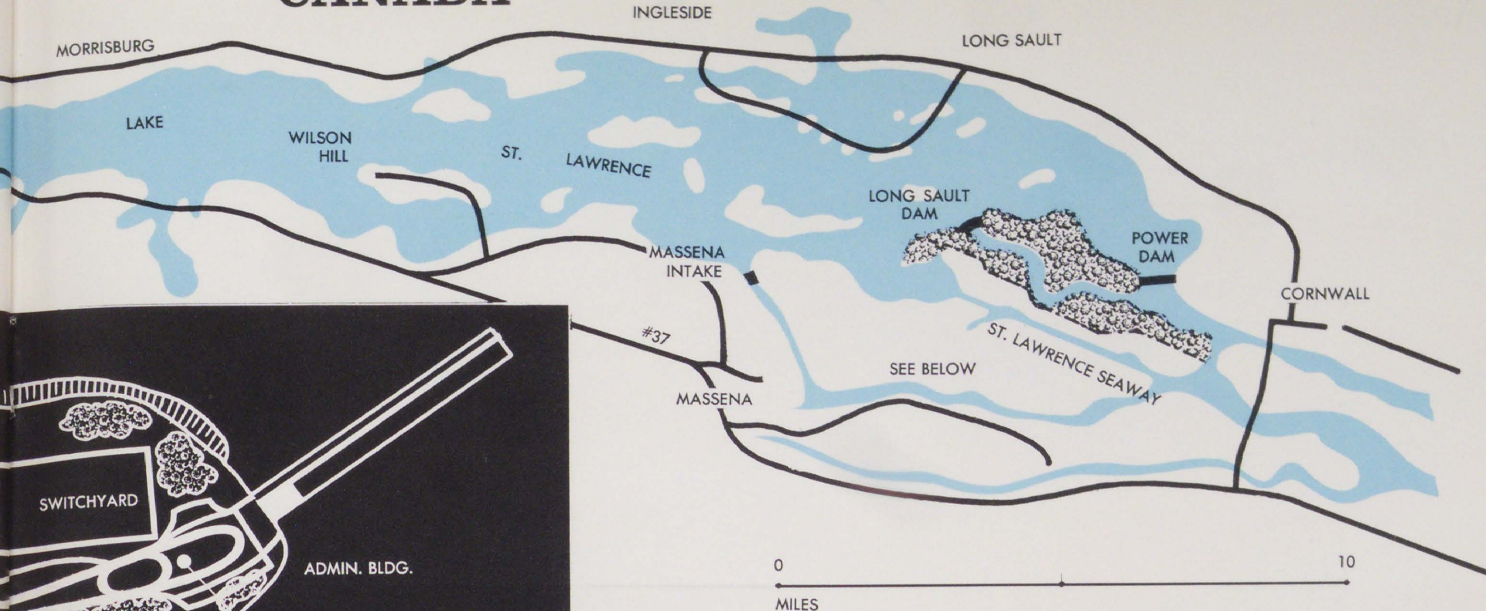 CANADA
INGLESIDE
MORRISBURG
LONG SAULT
LAKE
WILSON
HILL
ST. LAWRENCE
LONG SAULT
DAM
POWER
DAM
MASSENA
INTAKE
CORNWALL
#37
ST. LAWRENCE SEAWAY
SEE BELOW
MASSENA
SWITCHYARD
ADMIN. BLDG.
0 10
MILES